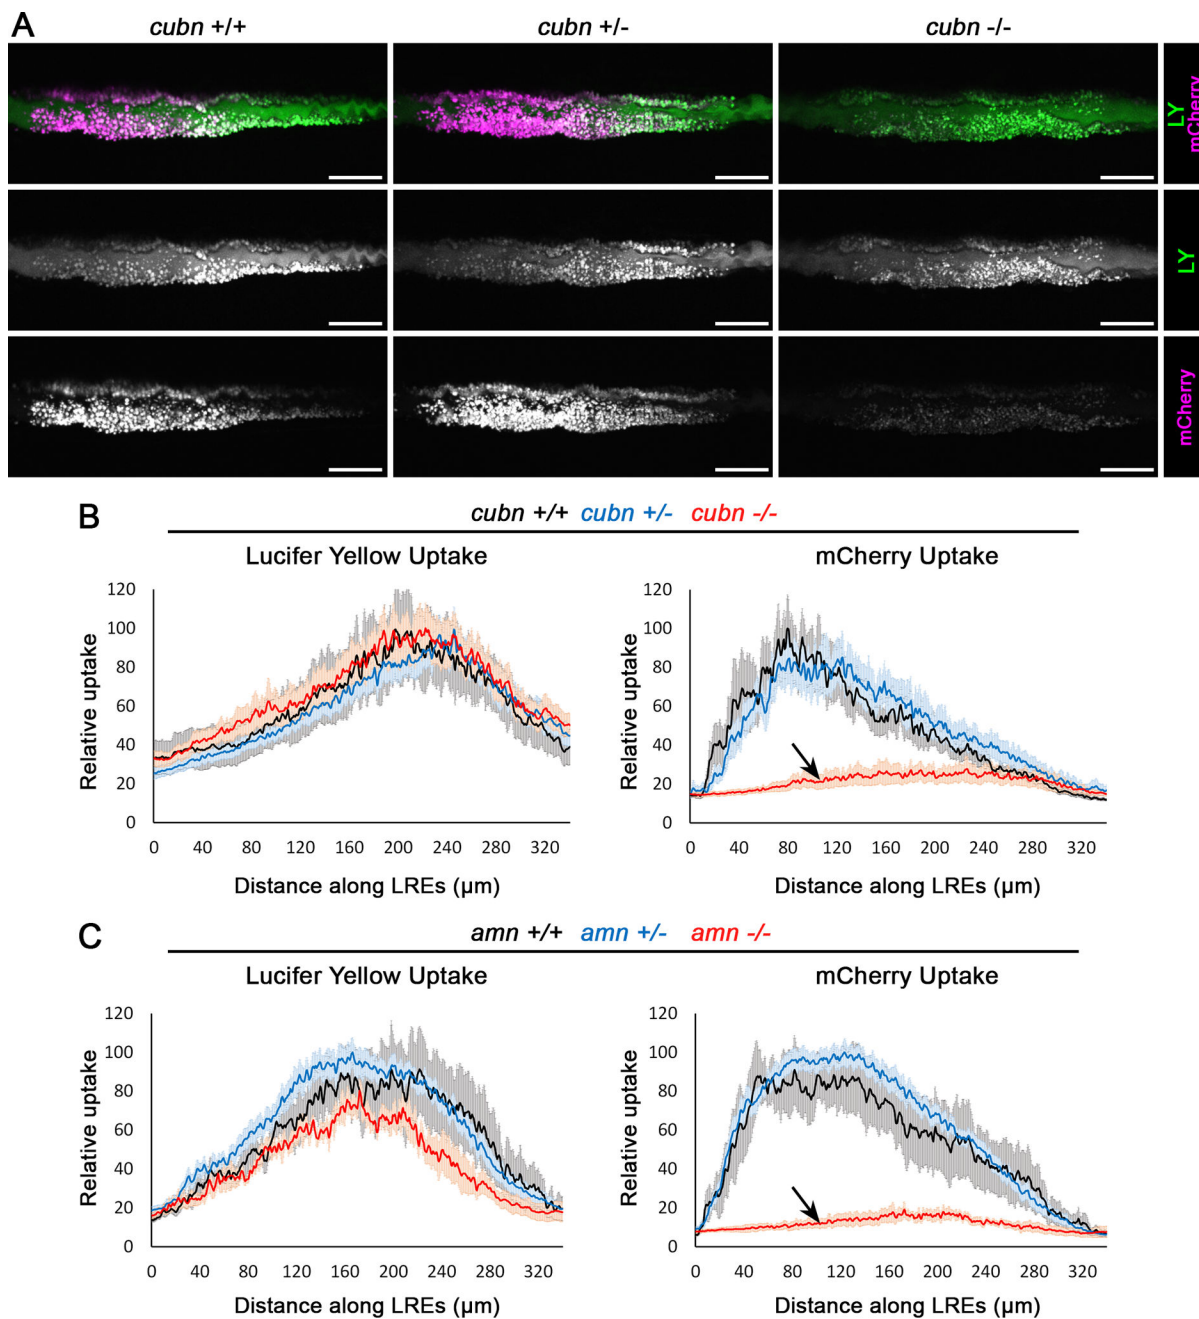 A
cubn +/+ cubn +/- cubn -/-
LY mCherry
LY
mCherry
B
cubn +/+ cubn +/- cubn -/-
Lucifer Yellow Uptake
Relative uptake
120
100
80
60
40
20
0
0 40 80 120 160 200 240 280 320
Distance along LREs (µm)
mCherry Uptake
Relative uptake
120
100
80
60
40
20
0
0 40 80 120 160 200 240 280 320
Distance along LREs (µm)
C
amn +/+ amn +/- amn -/-
Lucifer Yellow Uptake
Relative uptake
120
100
80
60
40
20
0
0 40 80 120 160 200 240 280 320
Distance along LREs (µm)
mCherry Uptake
Relative uptake
120
100
80
60
40
20
0
0 40 80 120 160 200 240 280 320
Distance along LREs (µm)